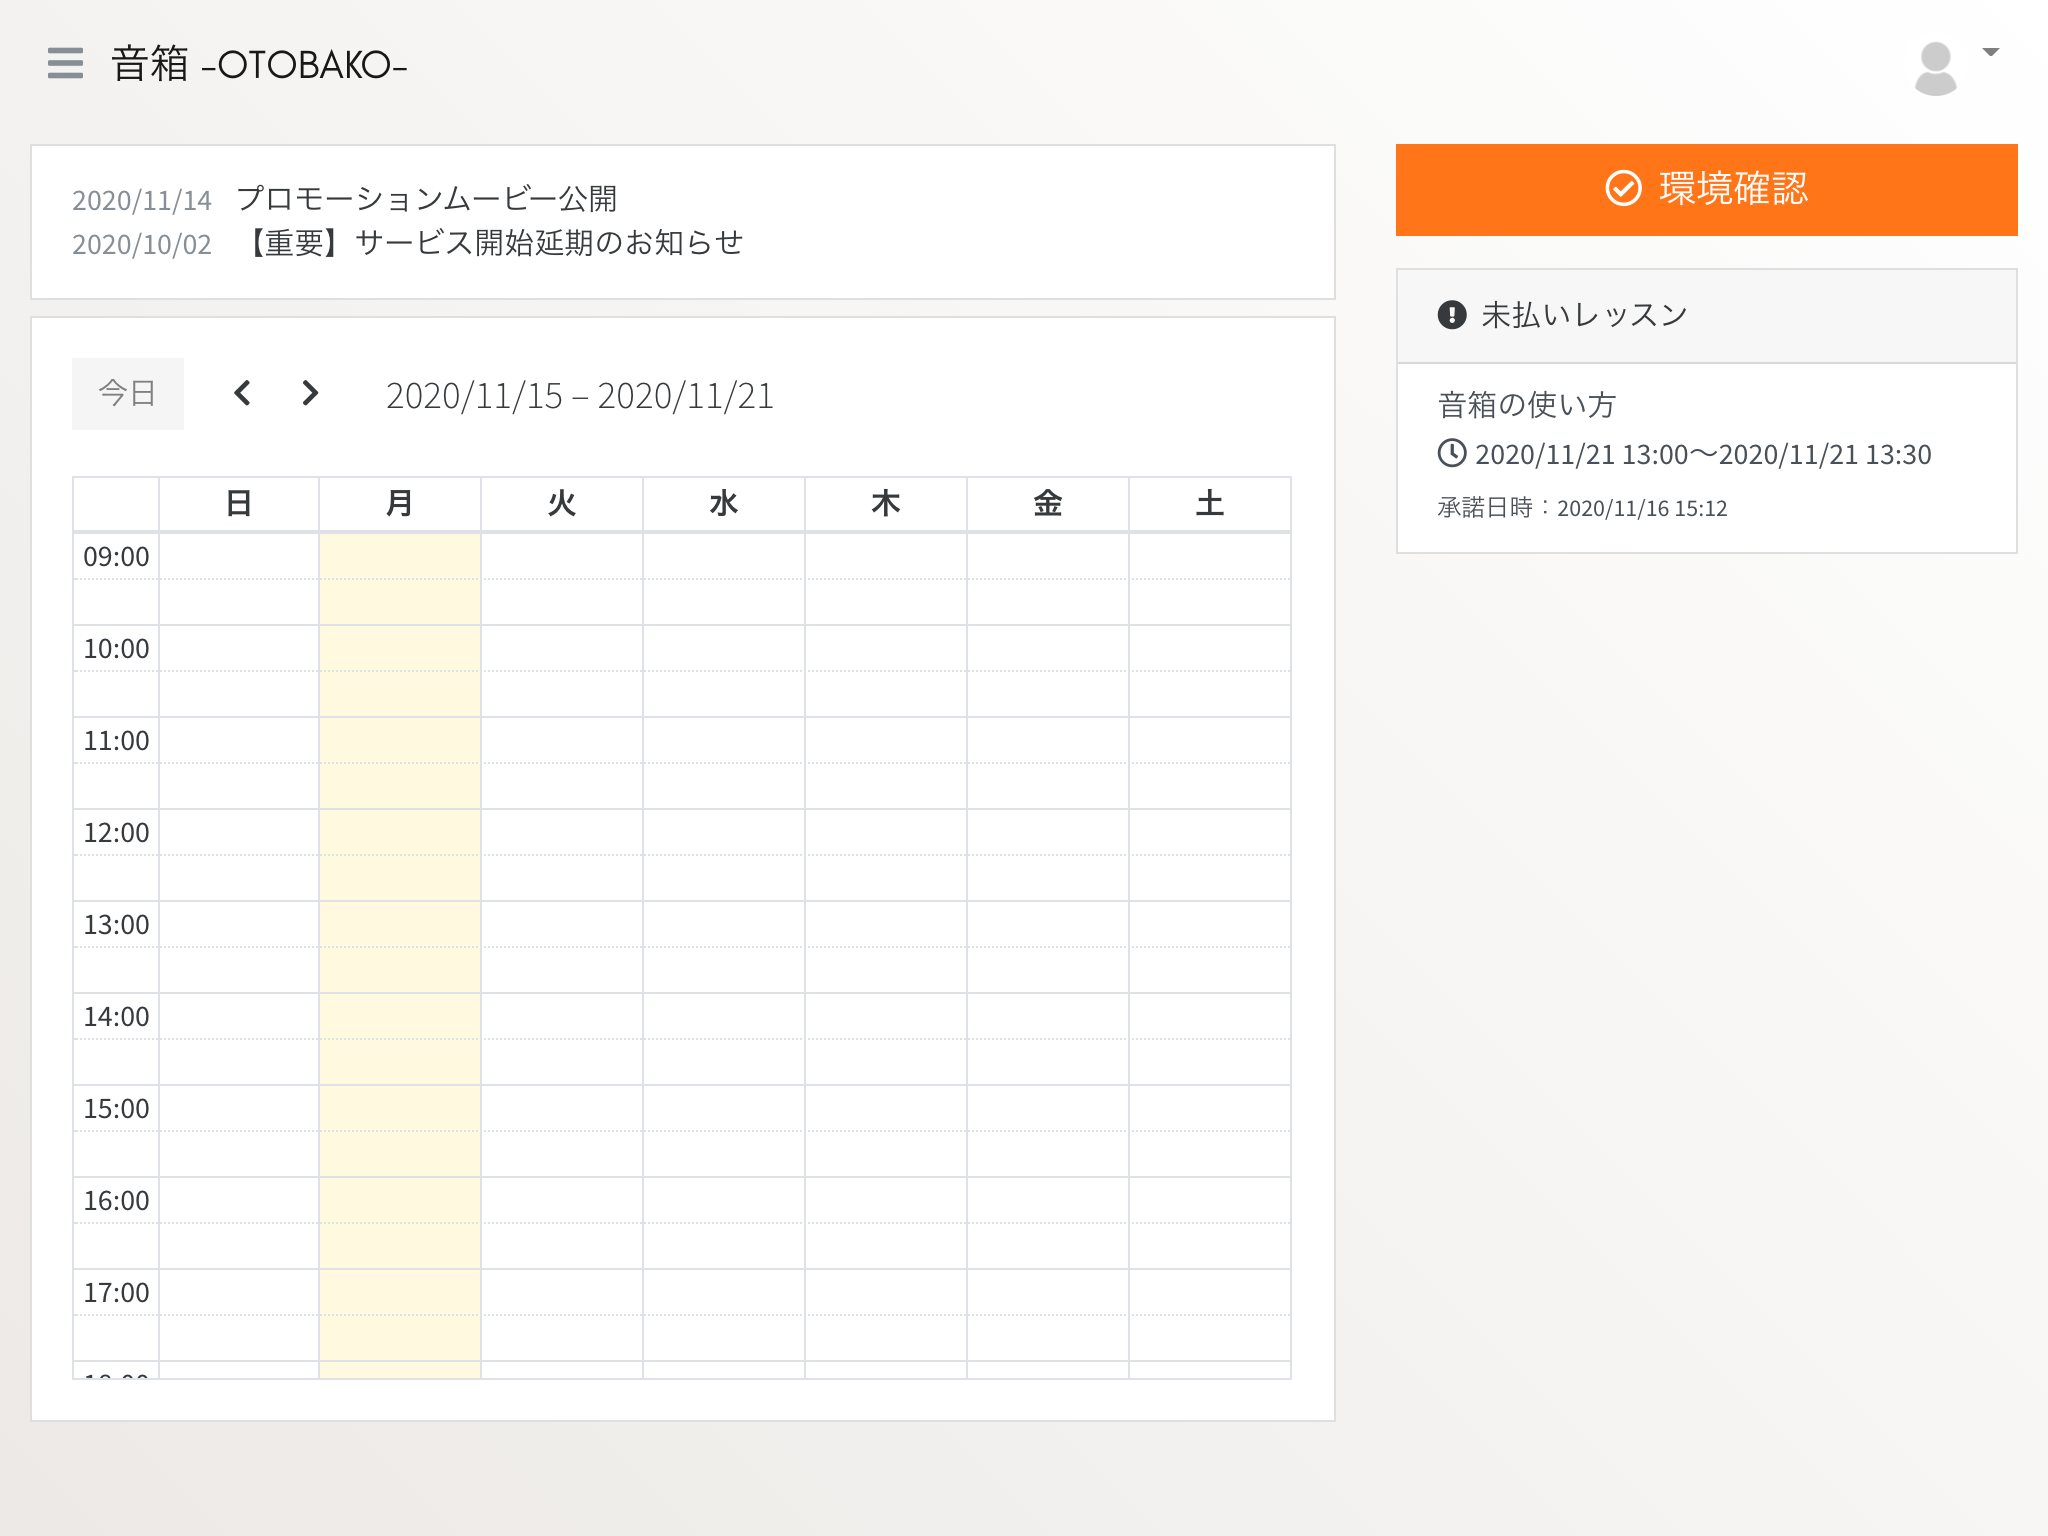 音箱 –OTOBAKO–
2020/11/14 プロモーションムービー公開
2020/10/02 【重要】サービス開始延期のお知らせ
今日 2020/11/15 – 2020/11/21
日 月 火 水 木 金 土
09:00
10:00
11:00
12:00
13:00
14:00
15:00
16:00
17:00
環境確認
未払いレッスン
音箱の使い方
2020/11/21 13:00〜2020/11/21 13:30
承諾日時：2020/11/16 15:12